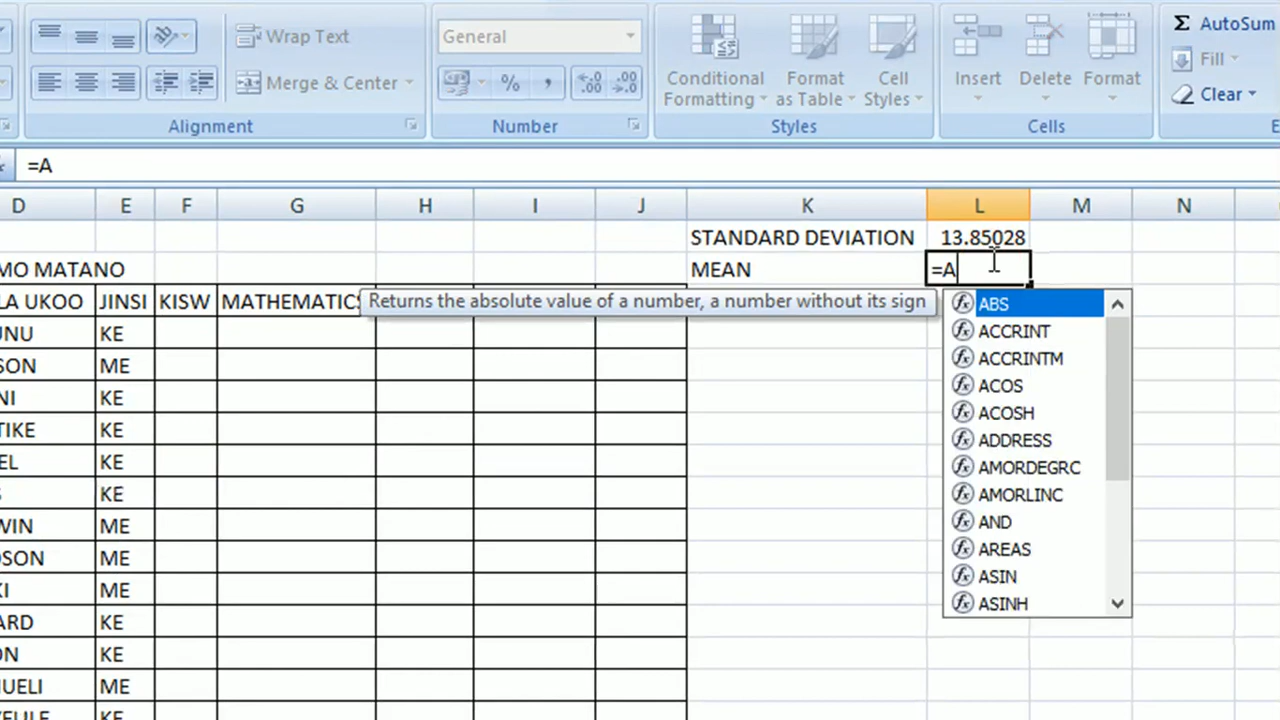 Wrap Text
General
AutoSum
Merge & Center
%
Conditional Formatting
Format as Table
Cell Styles
Insert
Delete
Format
Fill
Clear
Alignment
Number
Styles
Cells
=A
D E F G H I J K L M N
STANDARD DEVIATION 13.85028
MO MATANO MEAN =A
LA UKOO JINSI KISW MATHEMATICS
Returns the absolute value of a number, a number without its sign
UNU KE
SON ME
NI KE
TIKE KE
EL KE
S KE
WIN ME
DSON ME
KI ME
ARD KE
ON KE
UELI ME
KE
ABS
ACCRINT
ACCRINTM
ACOS
ACOSH
ADDRESS
AMORDEGRC
AMORLINC
AND
AREAS
ASIN
ASINH